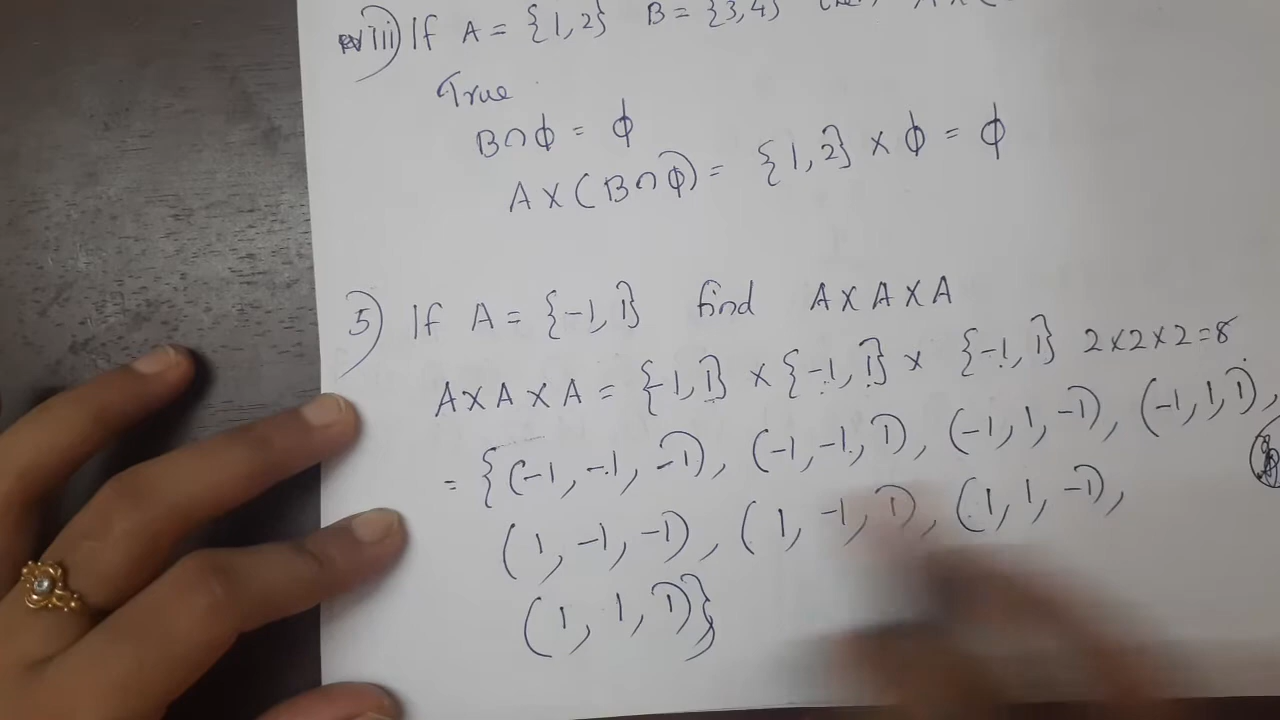 iii) If A = {1,2} B = {3,4}
True
B∩ϕ = ϕ
A×(B∩ϕ) = {1,2} × ϕ = ϕ
5) If A = {-1,1} find A×A×A
A×A×A = {-1,1} × {-1,1} × {-1,1} 2×2×2=8
= {(-1,-1,-1), (-1,-1,1), (-1,1,-1), (-1,1,1),
(1,-1,-1), (1,-1,1), (1,1,-1),
(1,1,1)}